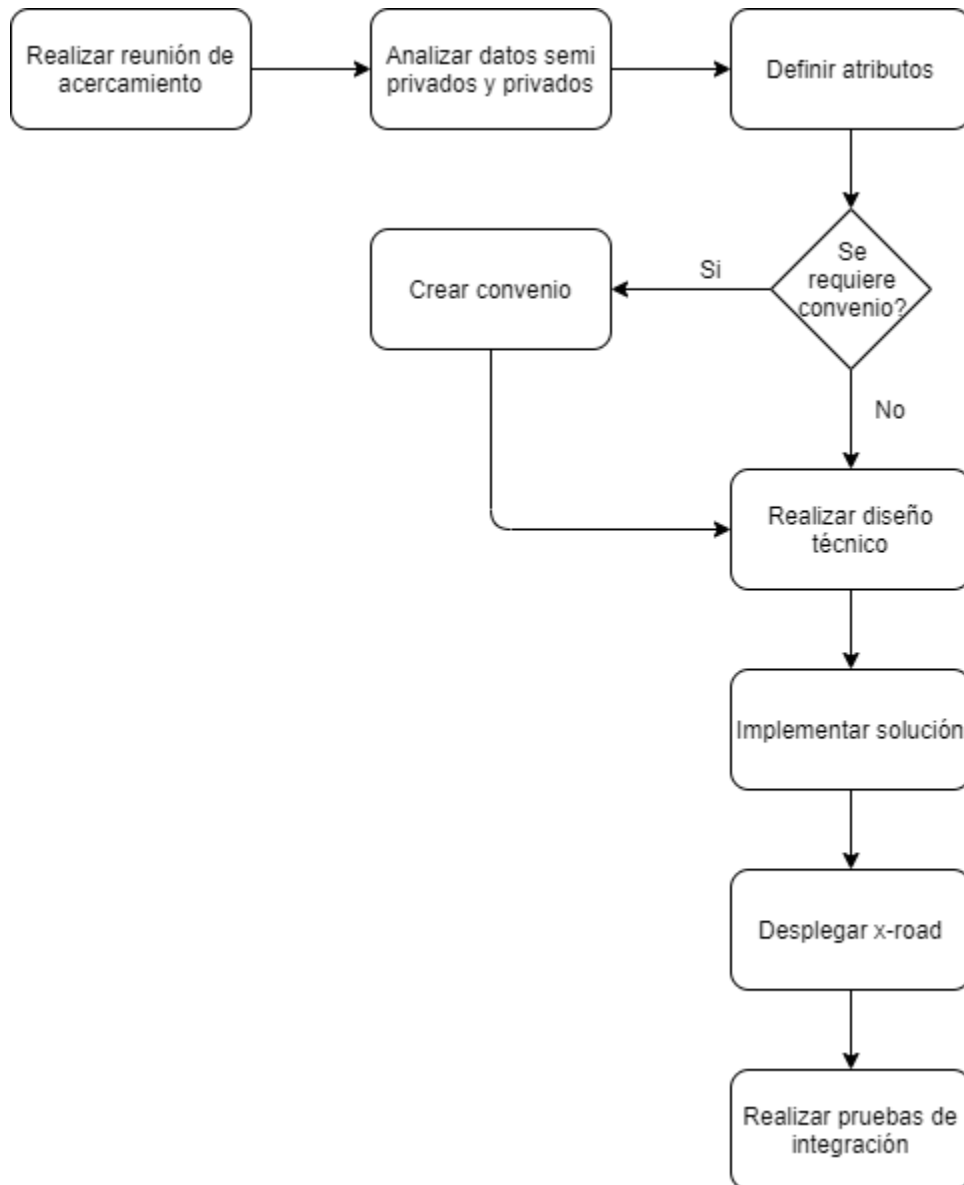 Realizar reunión de
acercamiento
Analizar datos semi
privados y privados
Definir atributos
Se
requiere
convenio?
Si
Crear convenio
No
Realizar diseño
técnico
Implementar solución
Desplegar x-road
Realizar pruebas de
integración